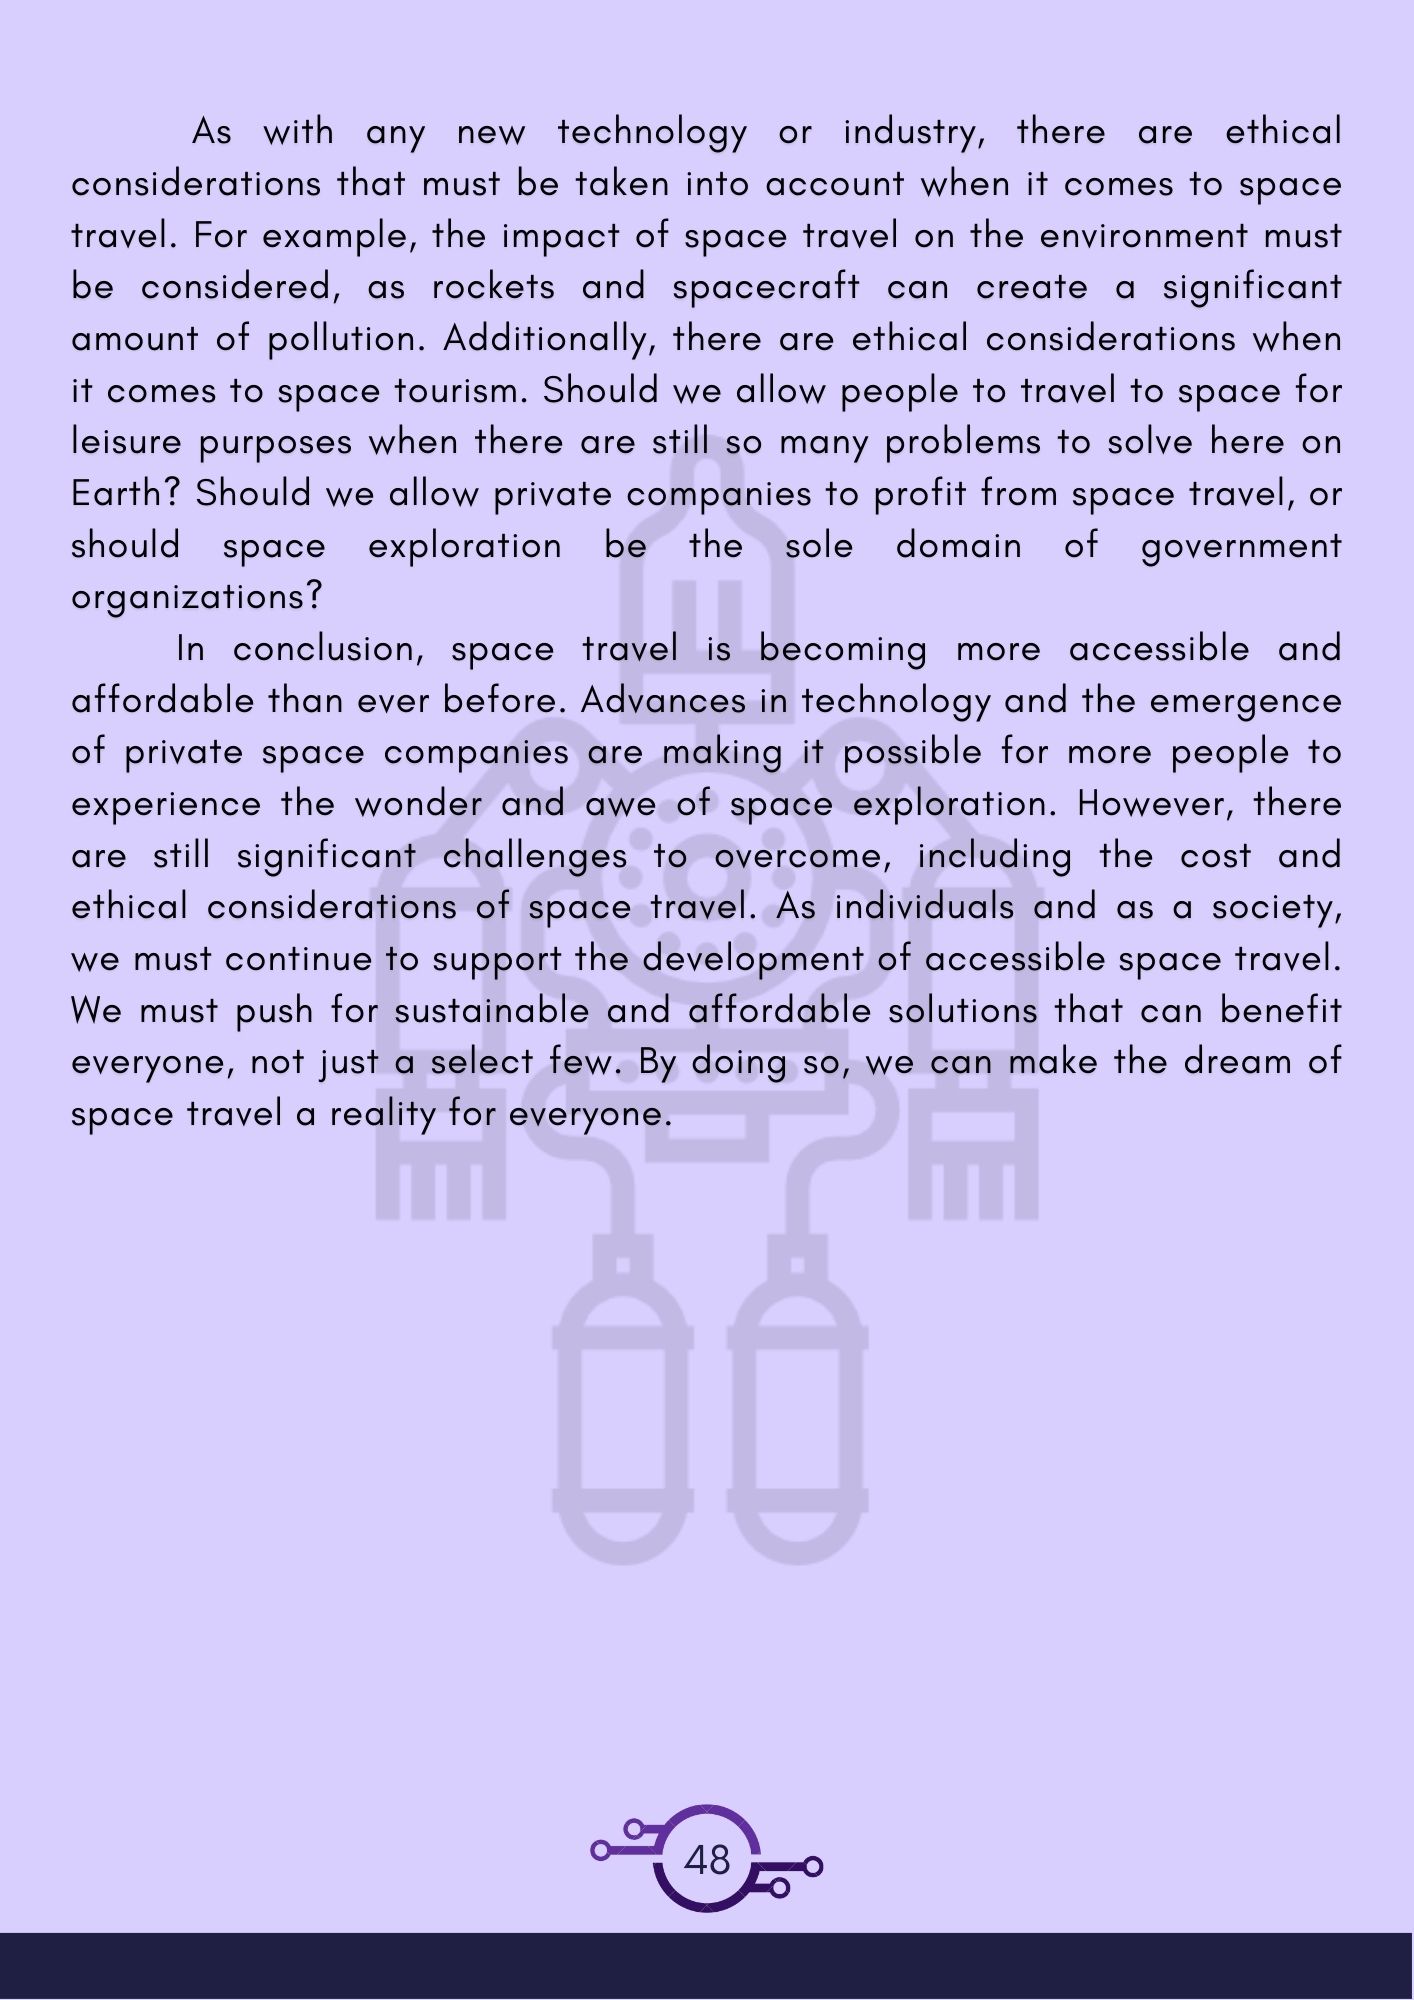 As with any new technology or industry, there are ethical
considerations that must be taken into account when it comes to space
travel. For example, the impact of space travel on the environment must
be considered, as rockets and spacecraft can create a significant
amount of pollution. Additionally, there are ethical considerations when
it comes to space tourism. Should we allow people to travel to space for
leisure purposes when there are still so many problems to solve here on
Earth? Should we allow private companies to profit from space travel, or
should space exploration be the sole domain of government
organizations?
In conclusion, space travel is becoming more accessible and
affordable than ever before. Advances in technology and the emergence
of private space companies are making it possible for more people to
experience the wonder and awe of space exploration. However, there
are still significant challenges to overcome, including the cost and
ethical considerations of space travel. As individuals and as a society,
we must continue to support the development of accessible space travel.
We must push for sustainable and affordable solutions that can benefit
everyone, not just a select few. By doing so, we can make the dream of
space travel a reality for everyone.
48